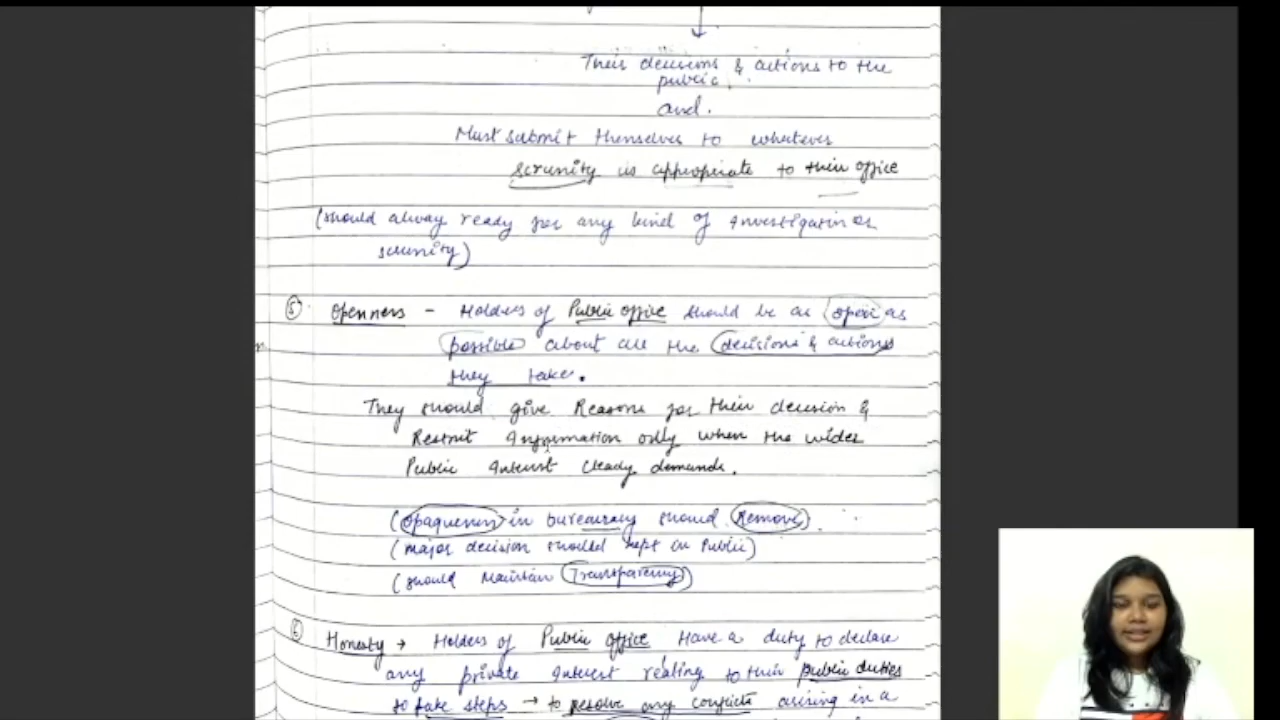 Their decisions & actions to the
public.
and.
Must submit themselves to whatever
scrunity is appropriate to their office
(should alway ready for any kind of investigation or
scrunity)
⑤ Openness - Holders of Public office should be as open as
possible about all the decisions & actions
they take.
They should give Reasons for their decision &
Restrit Information only when the wider
Public interest clearly demands.
(Opaqueness in bureaucracy should Remove)
(major decision should kept in Public)
(should Maintain Transparency)
⑥ Honesty → Holders of Public office Have a duty to declare
any private interest relating to their public duties
to take steps → to resolve any conflicts arising in a